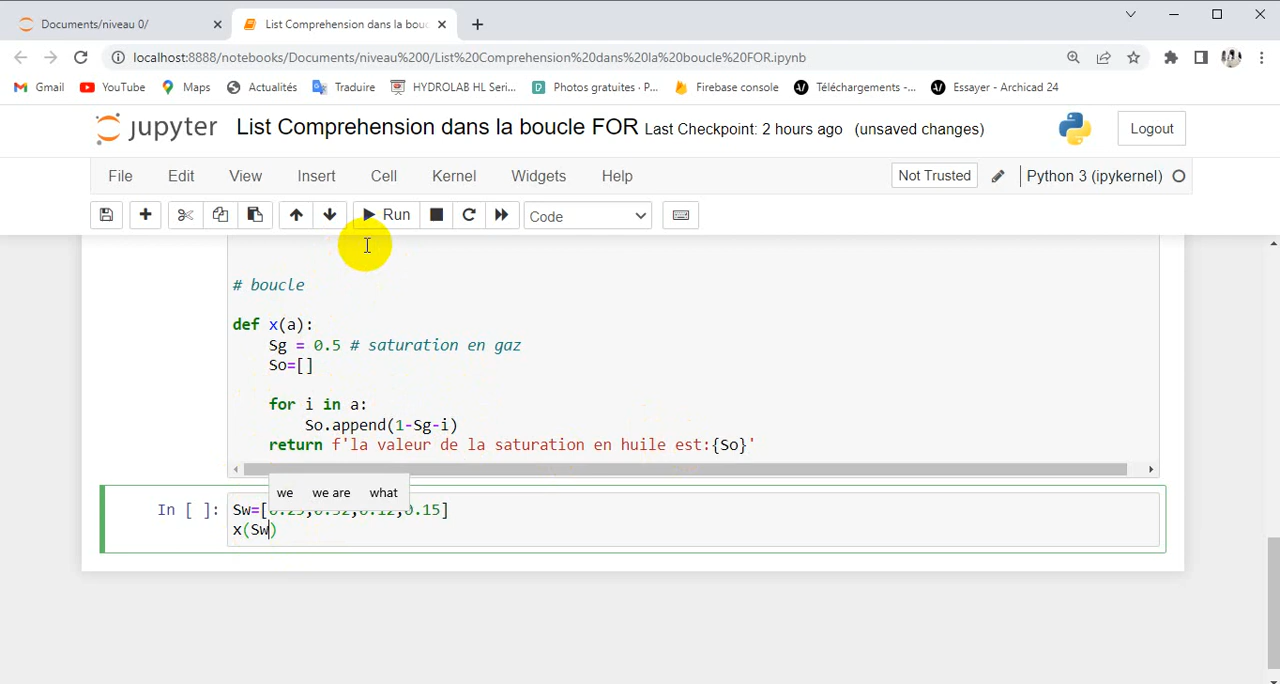 Documents/niveau 0/
List Comprehension dans la bouc
localhost:8888/notebooks/Documents/niveau%200/List%20Comprehension%20dans%20la%20boucle%20FOR.ipynb
Gmail YouTube Maps Actualités Traduire HYDROLAB HL Seri... Photos gratuites · P... Firebase console Téléchargements -... Essayer - Archicad 24
jupyter List Comprehension dans la boucle FOR Last Checkpoint: 2 hours ago (unsaved changes) Logout
File Edit View Insert Cell Kernel Widgets Help Not Trusted Python 3 (ipykernel)
Run Code
# boucle
def x(a):
Sg = 0.5 # saturation en gaz
So=[]
for i in a:
So.append(1-Sg-i)
return f'la valeur de la saturation en huile est:{So}'
we we are what
In [ ]: Sw=[0.25,0.32,0.12,0.15]
x(Sw)